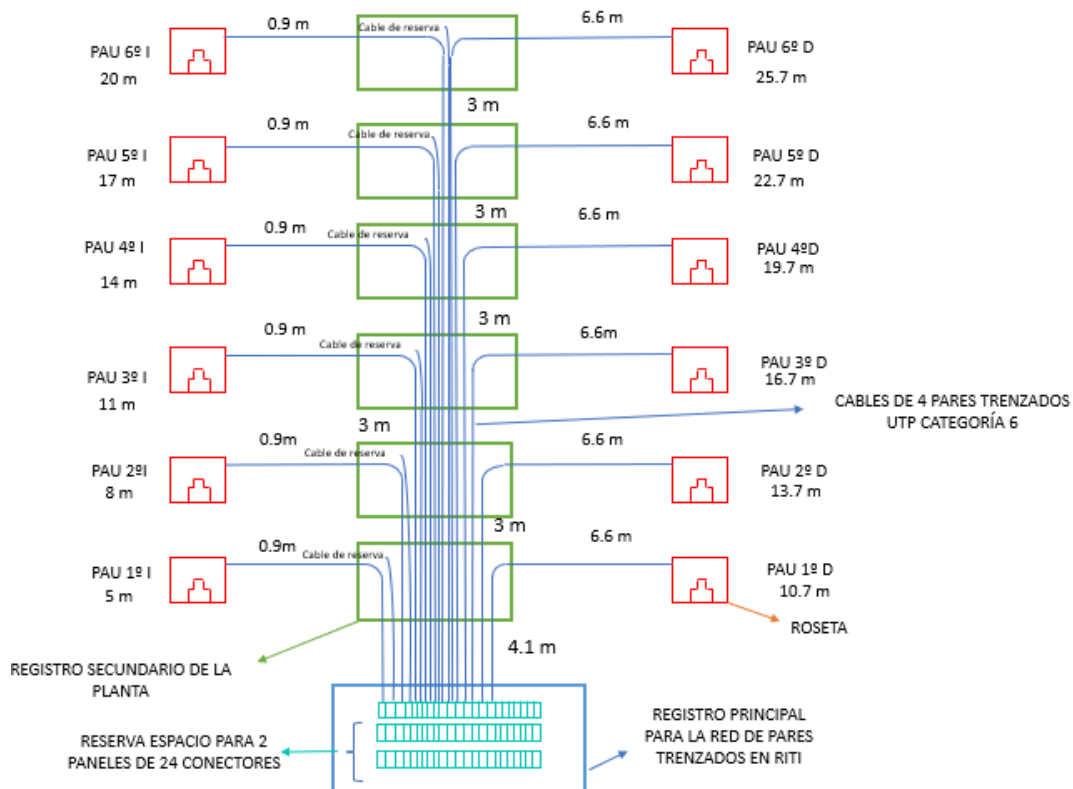 0.9 m
Cable de reserva
6.6 m
PAU 6º I
20 m
PAU 6º D
25.7 m
3 m
0.9 m
Cable de reserva
6.6 m
PAU 5º I
17 m
PAU 5º D
22.7 m
3 m
0.9 m
Cable de reserva
6.6 m
PAU 4º I
14 m
PAU 4ºD
19.7 m
3 m
0.9 m
Cable de reserva
6.6m
PAU 3º I
11 m
PAU 3º D
16.7 m
CABLES DE 4 PARES TRENZADOS
UTP CATEGORÍA 6
3 m
0.9m
Cable de reserva
6.6 m
PAU 2ºI
8 m
PAU 2º D
13.7 m
3 m
0.9m
Cable de reserva
6.6 m
PAU 1º I
5 m
PAU 1º D
10.7 m
ROSETA
4.1 m
REGISTRO SECUNDARIO DE LA
PLANTA
RESERVA ESPACIO PARA 2
PANELES DE 24 CONECTORES
REGISTRO PRINCIPAL
PARA LA RED DE PARES
TRENZADOS EN RITI